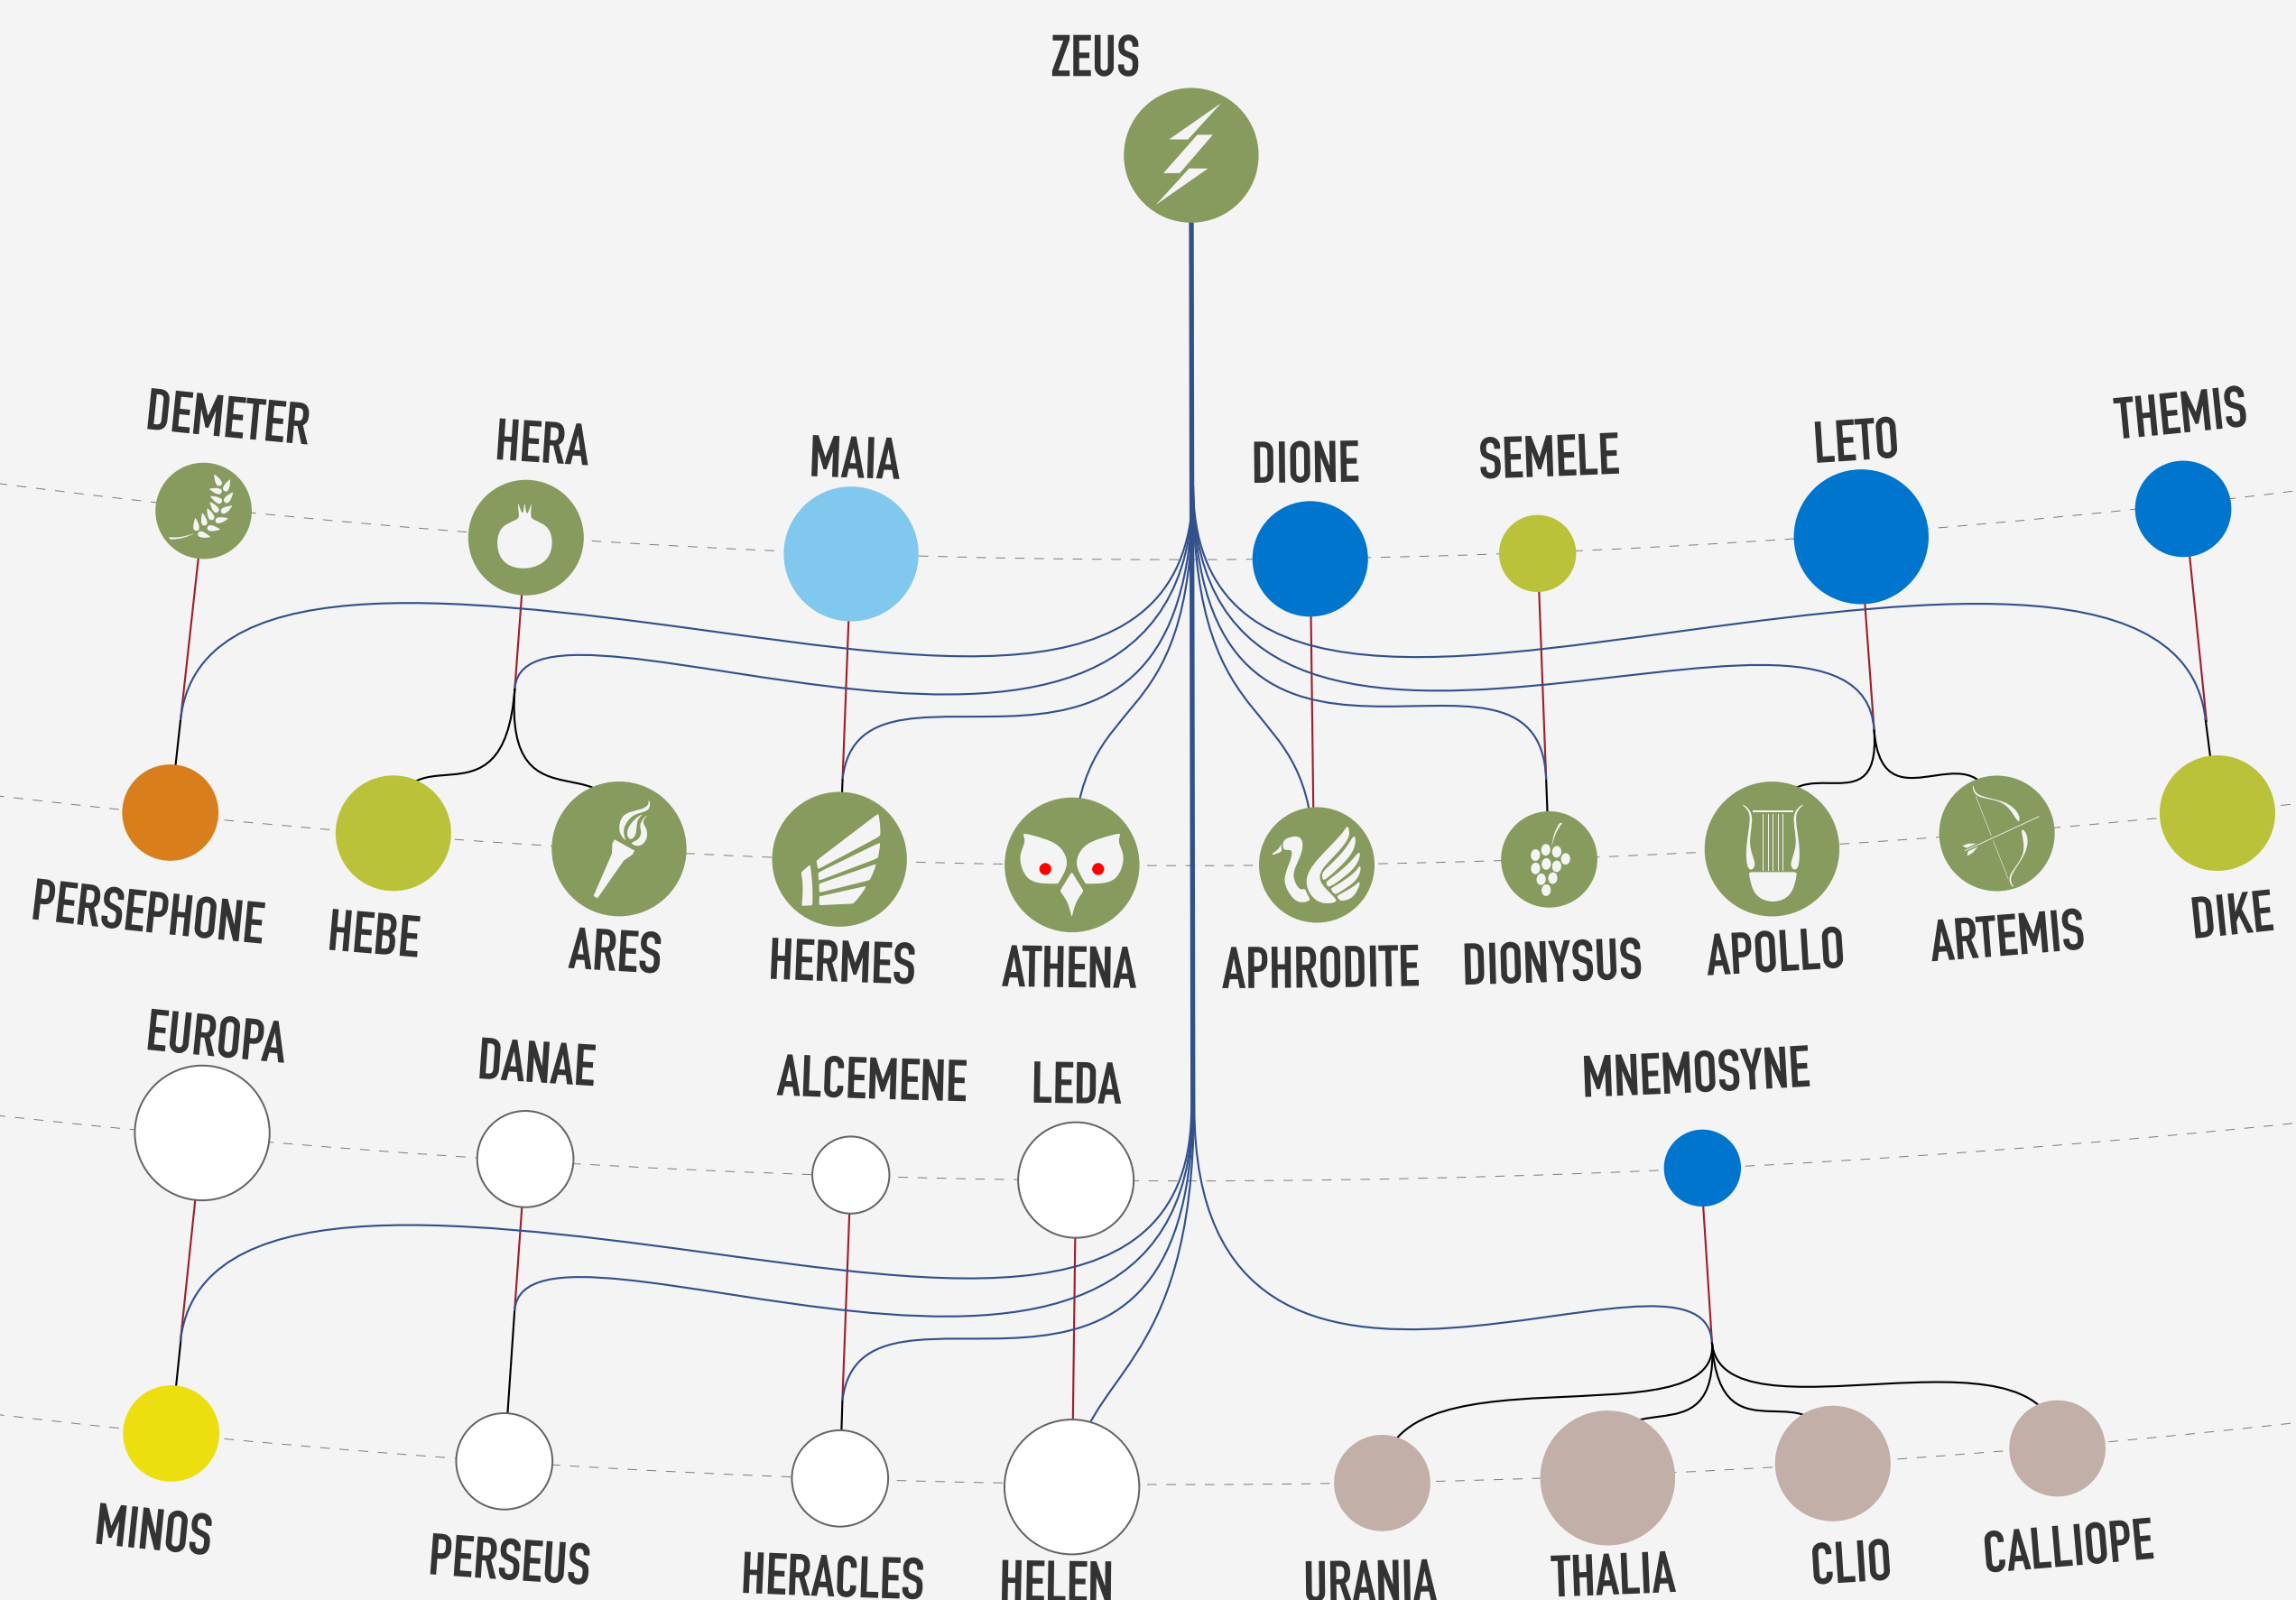 ZEUS
DEMETER
HERA
MAIA
DIONE
SEMELE
LETO
THEMIS
PERSEPHONE
HEBE
ARES
HERMES
ATHENA
APHRODITE
DIONYSUS
APOLLO
ARTEMIS
DIKE
EUROPA
DANAE
ALCEMENE
LEDA
MNEMOSYNE
MINOS
PERSEUS
HERACLES
HELEN
URANIA
THALIA
CLIO
CALLIOPE